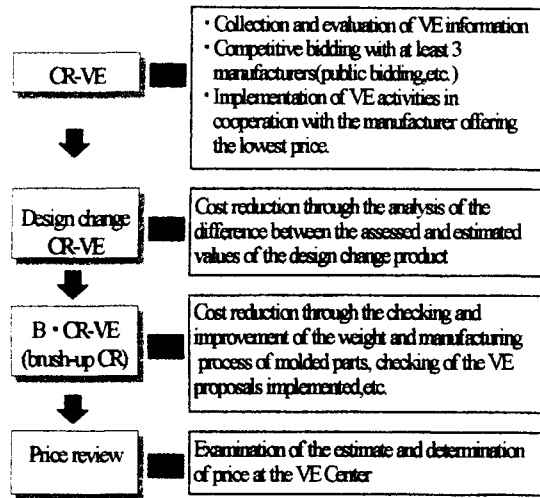 CR-VE
・Collection and evaluation of VE information
・Competitive bidding with at least 3
manufacturers(public bidding,etc.)
・Implementation of VE activities in
cooperation with the manufacturer offering
the lowest price.
Design change
CR-VE
Cost reduction through the analysis of the
difference between the assessed and estimated
values of the design change product
B・CR-VE
(brush-up CR)
Cost reduction through the checking and
improvement of the weight and manufacturing
process of molded parts, checking of the VE
proposals implemented,etc.
Price review
Examination of the estimate and determination
of price at the VE Center